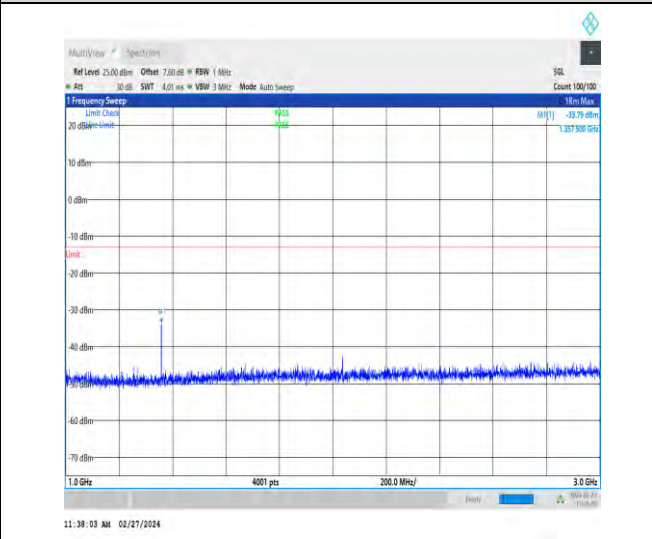 MultiView Spectrum
Ref Level 25.00 dBm Offset 7.60 dB RBW 1 MHz SGL
Att 30 dB SWT 4.01 ms VBW 3 MHz Mode Auto Sweep Count 100/100
1 Frequency Sweep 1Rm Max
Limit Check PASS M1[1] -33.79 dBm
20 dBm Limit PASS 1.357 500 GHz
10 dBm
0 dBm
-10 dBm
Limit
-20 dBm
-30 dBm
-40 dBm
-50 dBm
-60 dBm
-70 dBm
1.0 GHz 4001 pts 200.0 MHz/ 3.0 GHz
Ready
11:38:03 AM 02/27/2024